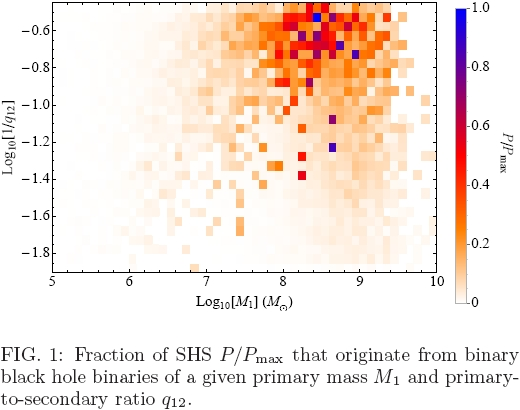 1.0
-0.6
0.8
-0.8
-1.0
Log10[1/q12]
0.6
P/Pmax
-1.2
0.4
-1.4
-1.6
0.2
-1.8
0
5 6 7 8 9 10
Log10[M1] (M⊙)
FIG. 1: Fraction of SHS P/Pmax that originate from binary
black hole binaries of a given primary mass M1 and primary-
to-secondary ratio q12.